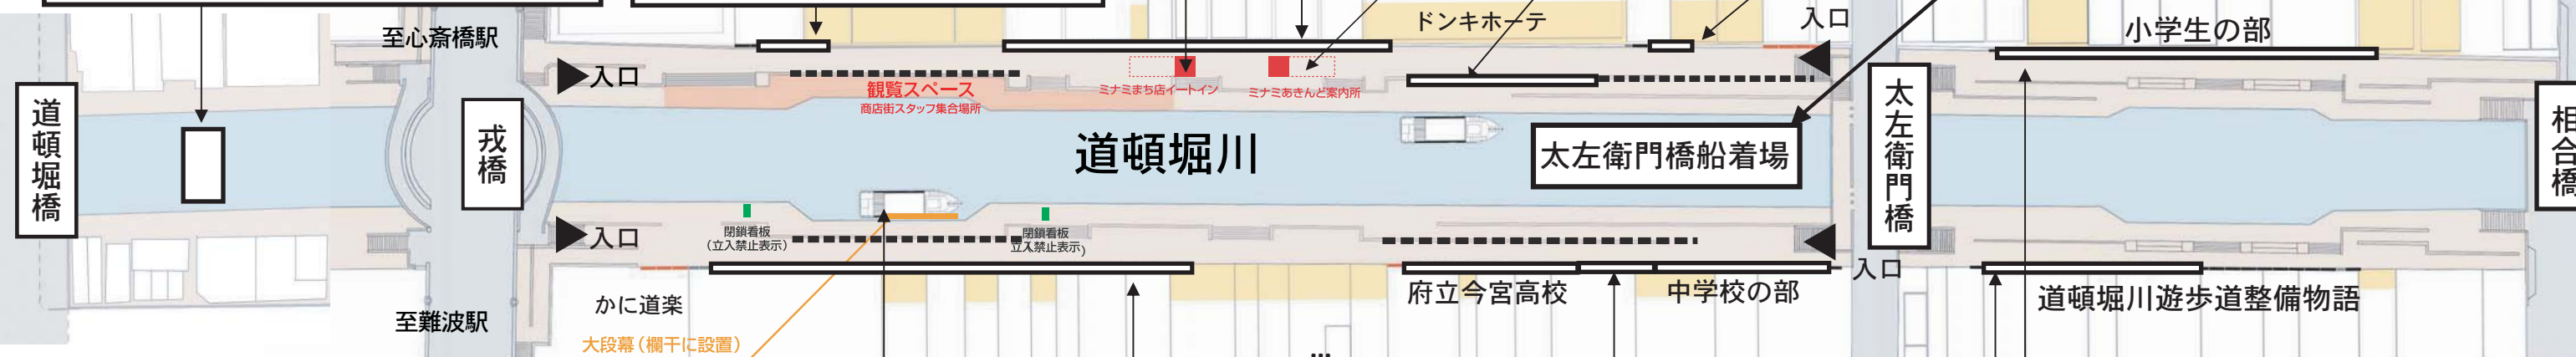 至心斎橋駅
ドンキホーテ
入口
小学生の部
入口
観覧スペース
商店街スタッフ集合場所
ミナミまち店イートイン
ミナミあきんど案内所
道頓堀橋
戎橋
道頓堀川
太左衛門橋船着場
太左衛門橋
相合橋
入口
閉鎖看板
（立入禁止表示）
閉鎖看板
立入禁止表示）
入口
かに道楽
府立今宮高校
中学校の部
道頓堀川遊歩道整備物語
至難波駅
大段幕（欄干に設置）